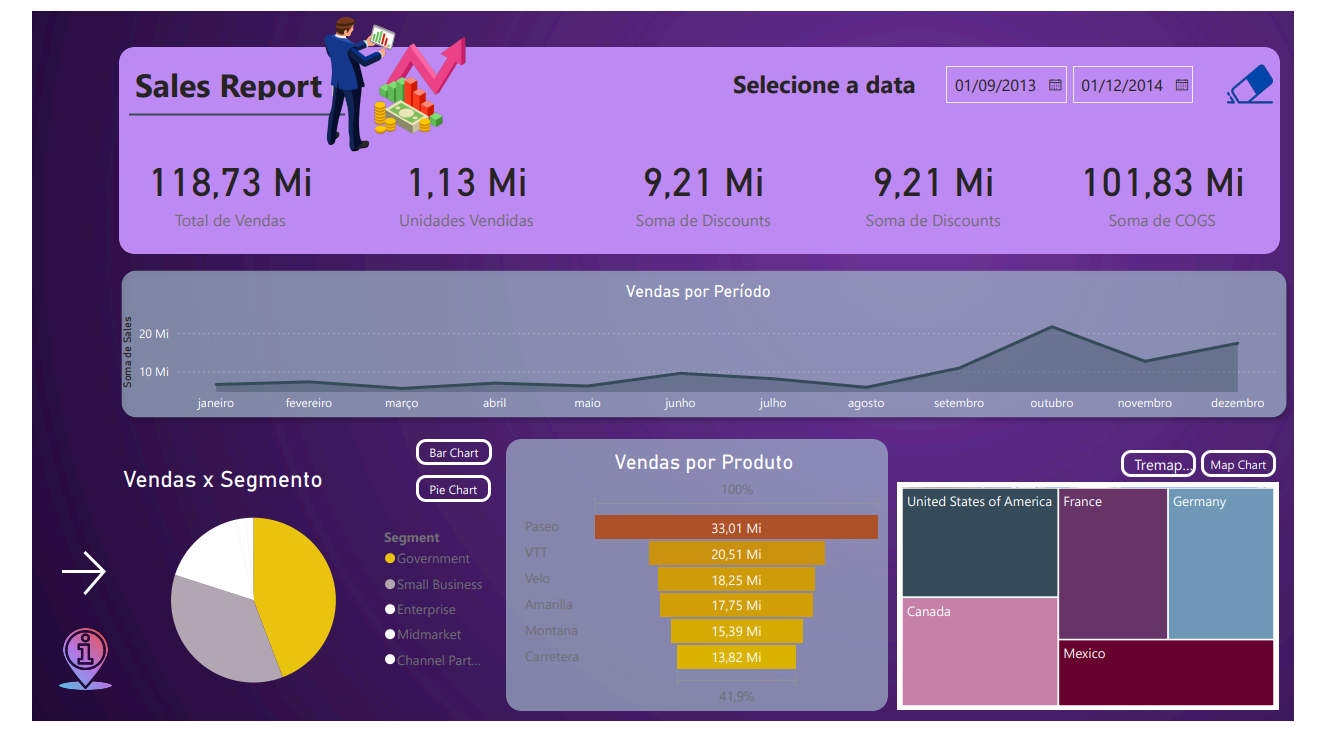 Sales Report
Selecione a data
01/09/2013
01/12/2014
118,73 Mi
Total de Vendas
1,13 Mi
Unidades Vendidas
9,21 Mi
Soma de Discounts
9,21 Mi
Soma de Discounts
101,83 Mi
Soma de COGS
Vendas por Período
Soma de Sales
20 Mi
10 Mi
janeiro
fevereiro
março
abril
maio
junho
julho
agosto
setembro
outubro
novembro
dezembro
Vendas x Segmento
Bar Chart
Pie Chart
Segment
Government
Small Business
Enterprise
Midmarket
Channel Part...
Vendas por Produto
100%
Paseo 33,01 Mi
VTT 20,51 Mi
Velo 18,25 Mi
Amarilla 17,75 Mi
Montana 15,39 Mi
Carretera 13,82 Mi
41,9%
Tremap...
Map Chart
United States of America
France
Germany
Canada
Mexico